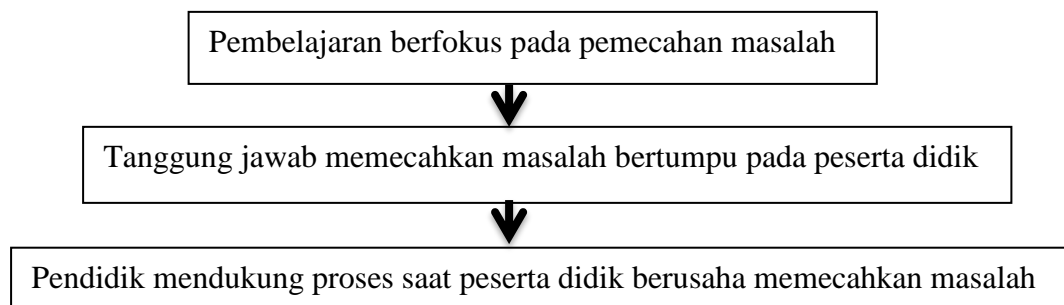 Pembelajaran berfokus pada pemecahan masalah
Tanggung jawab memecahkan masalah bertumpu pada peserta didik
Pendidik mendukung proses saat peserta didik berusaha memecahkan masalah